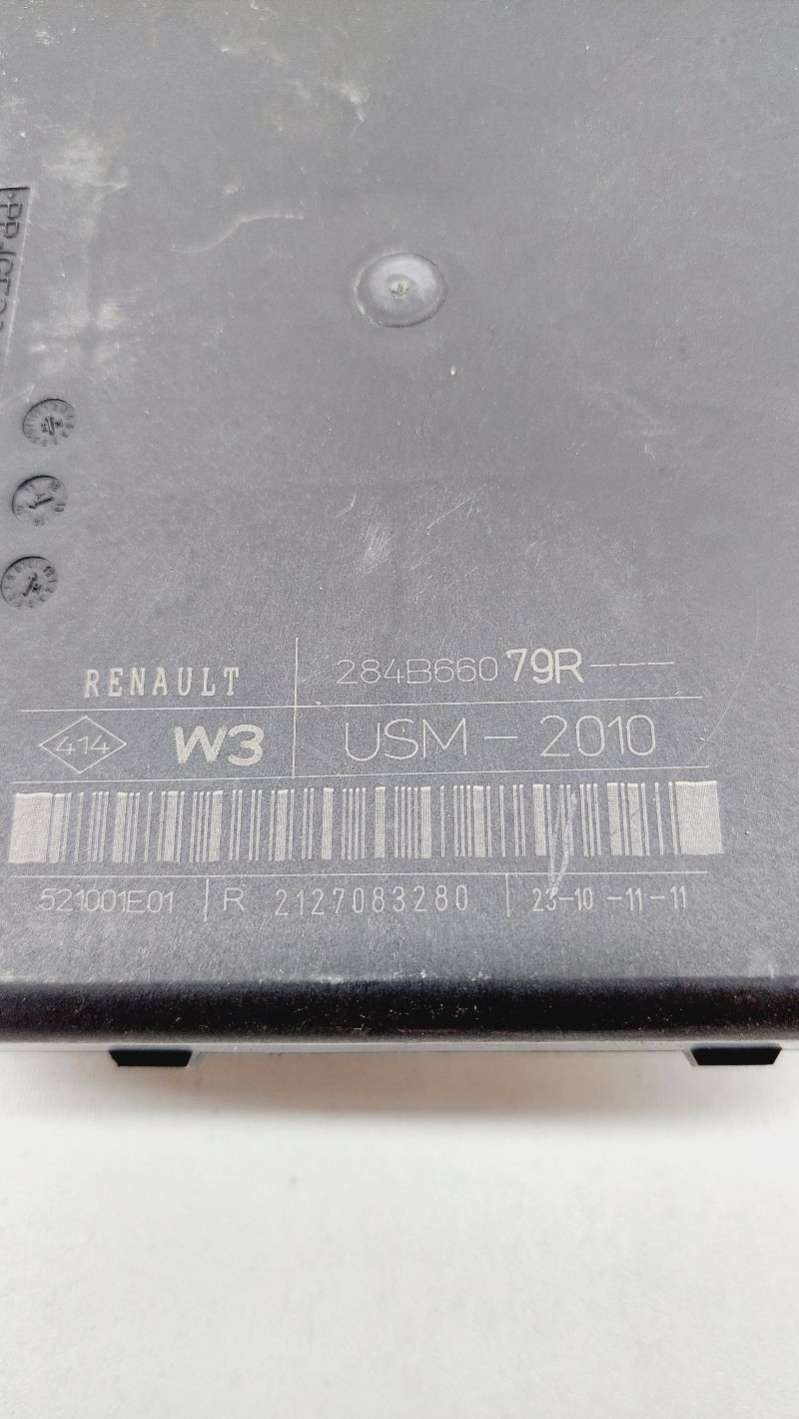 RENAULT 284B66079R---
414 W3 USM-2010
521001E01 R 2127083280 23-10-11-11